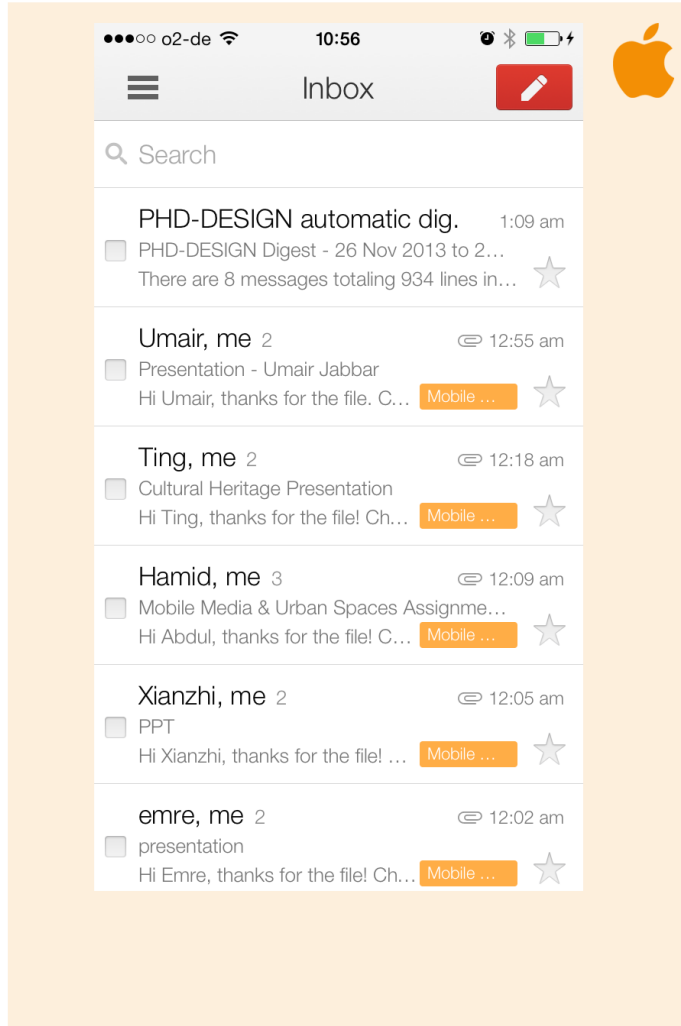 o2-de 10:56
Inbox
Search
PHD-DESIGN automatic dig. 1:09 am
PHD-DESIGN Digest - 26 Nov 2013 to 2…
There are 8 messages totaling 934 lines in…
Umair, me 2 12:55 am
Presentation - Umair Jabbar
Hi Umair, thanks for the file. C… Mobile …
Ting, me 2 12:18 am
Cultural Heritage Presentation
Hi Ting, thanks for the file! Ch… Mobile …
Hamid, me 3 12:09 am
Mobile Media & Urban Spaces Assignme…
Hi Abdul, thanks for the file! C… Mobile …
Xianzhi, me 2 12:05 am
PPT
Hi Xianzhi, thanks for the file! … Mobile …
emre, me 2 12:02 am
presentation
Hi Emre, thanks for the file! Ch… Mobile …